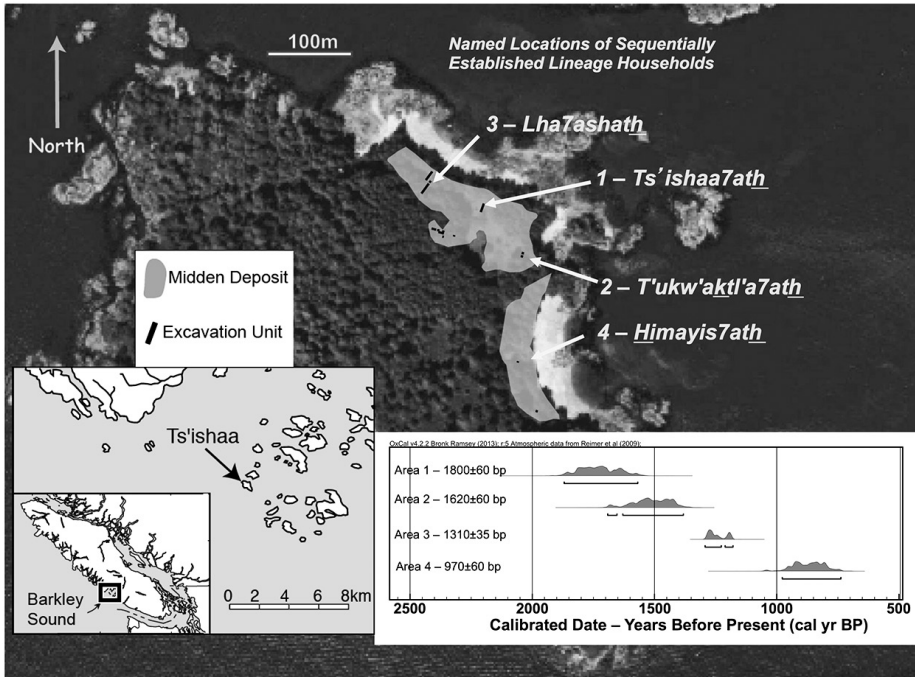 100m
North
Named Locations of Sequentially
Established Lineage Households
3 – Lha7ashath
1 – Ts’ishaa7ath
2 – T'ukw'aktl'a7ath
4 – Himayis7ath
Midden Deposit
Excavation Unit
Ts'ishaa
Barkley
Sound
0 2 4 6 8km
OxCal v4.2.2 Bronk Ramsey (2013); r:5 Atmospheric data from Reimer et al (2009);
Area 1 – 1800±60 bp
Area 2 – 1620±60 bp
Area 3 – 1310±35 bp
Area 4 – 970±60 bp
2500 2000 1500 1000 500
Calibrated Date – Years Before Present (cal yr BP)